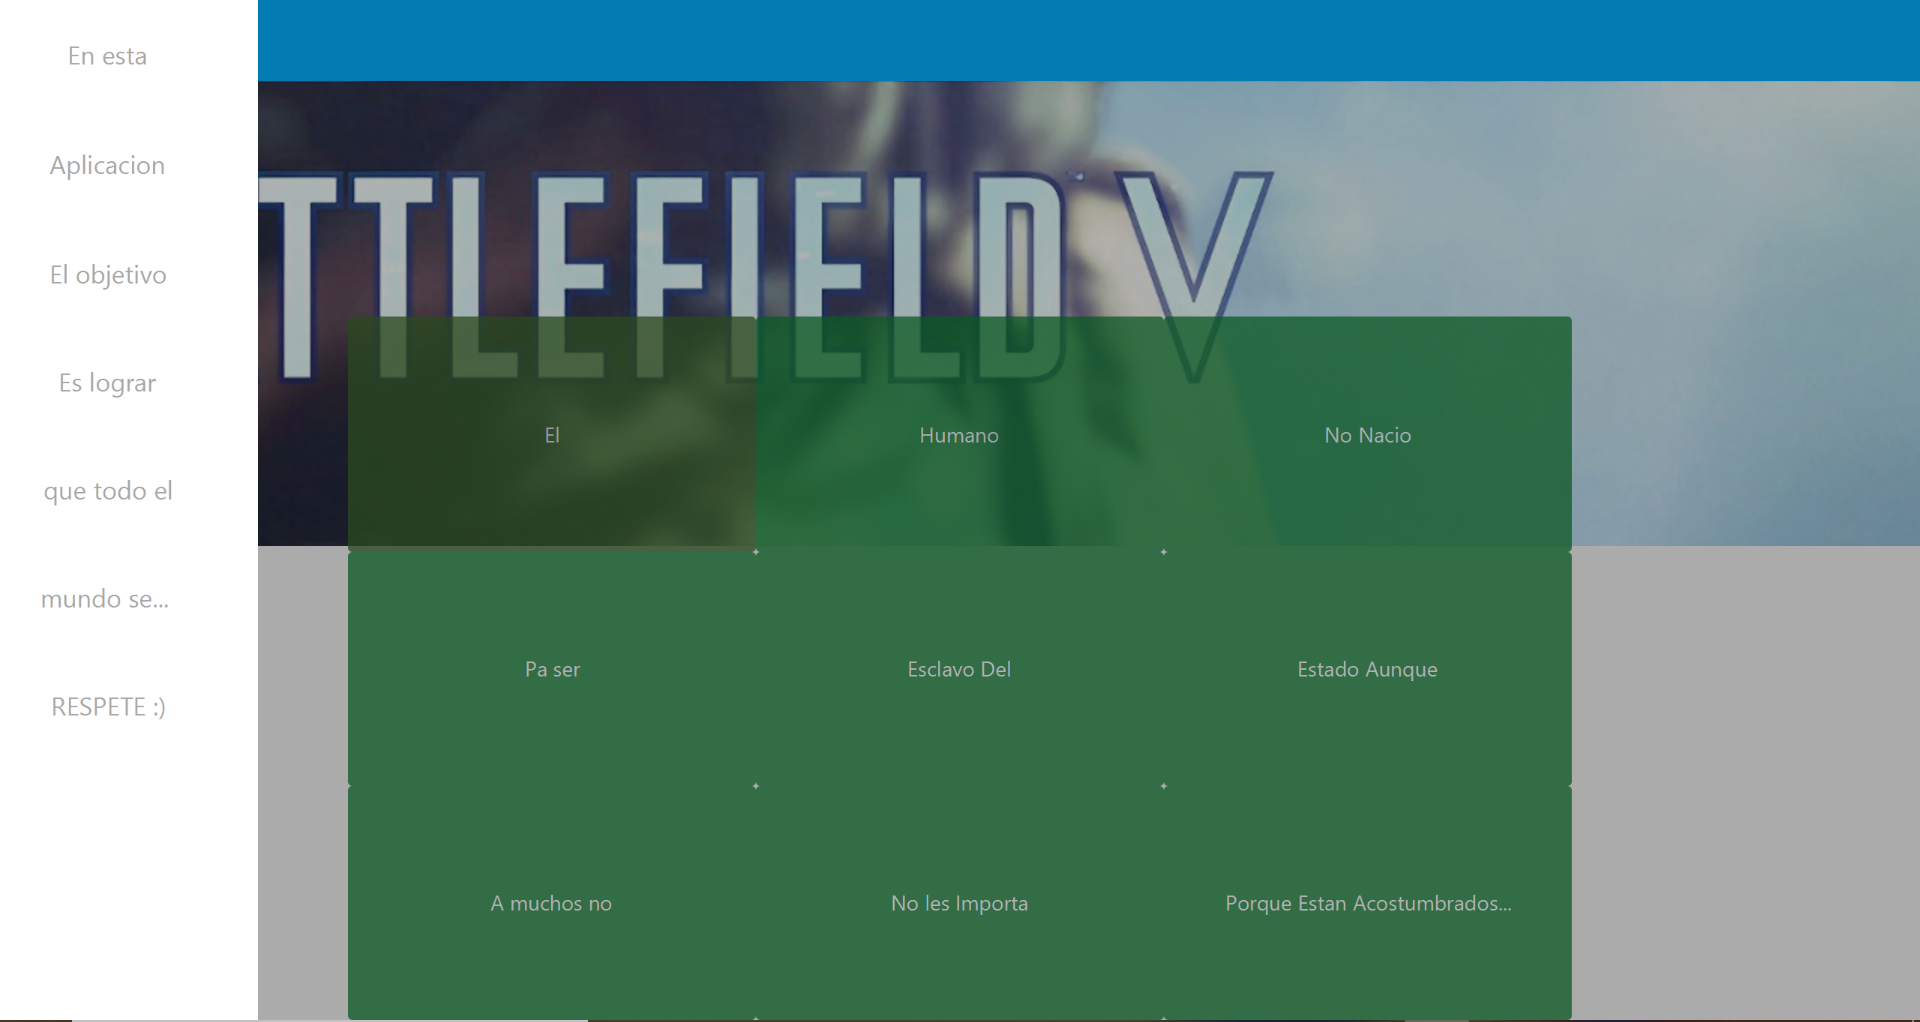 En esta
Aplicacion
El objetivo
Es lograr
que todo el
mundo se...
RESPETE :)
TTLEFIELD V
El
Humano
No Nacio
Pa ser
Esclavo Del
Estado Aunque
A muchos no
No les Importa
Porque Estan Acostumbrados...